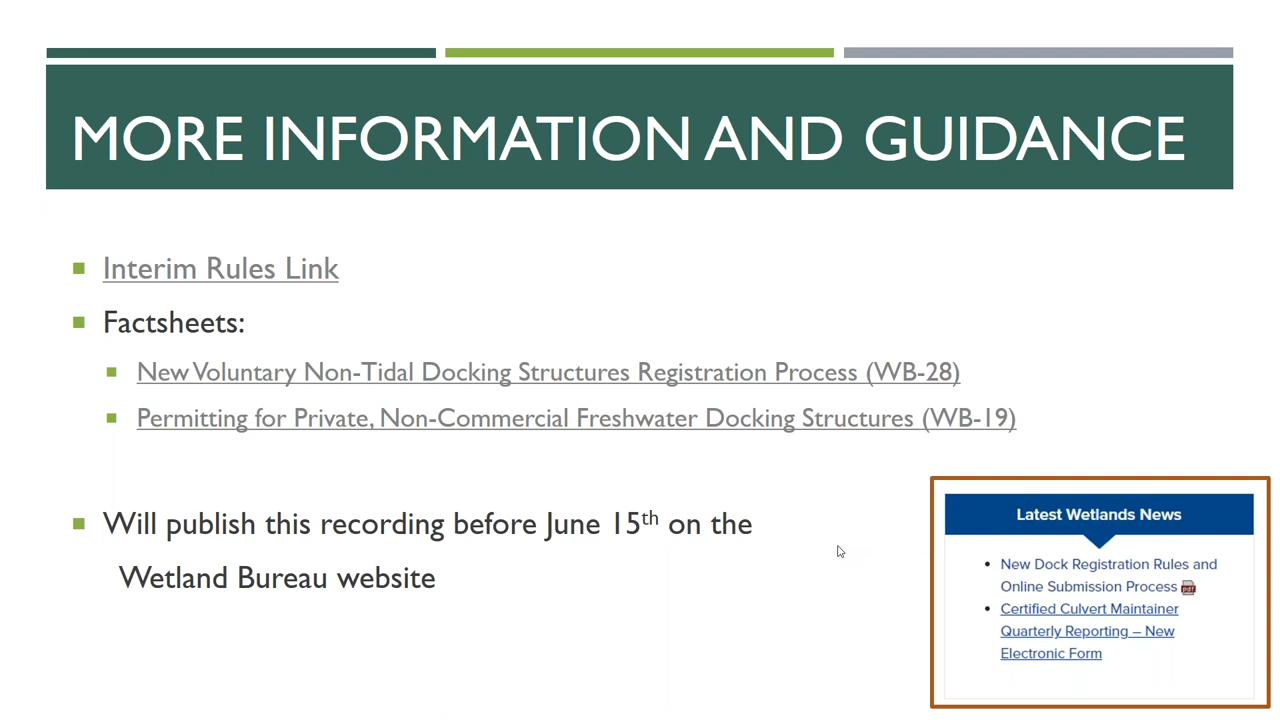 MORE INFORMATION AND GUIDANCE
Interim Rules Link
Factsheets:
New Voluntary Non-Tidal Docking Structures Registration Process (WB-28)
Permitting for Private, Non-Commercial Freshwater Docking Structures (WB-19)
Will publish this recording before June 15th on the
Wetland Bureau website
Latest Wetlands News
New Dock Registration Rules and
Online Submission Process
Certified Culvert Maintainer
Quarterly Reporting – New
Electronic Form